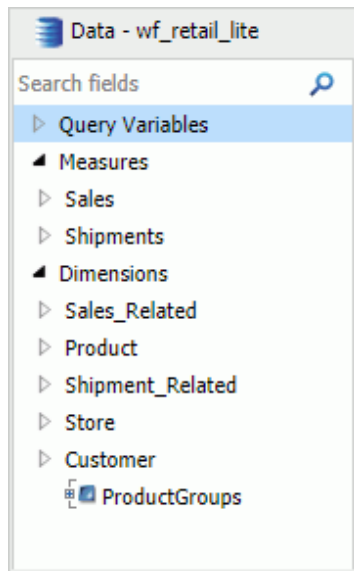 Data - wf_retail_lite
Search fields
Query Variables
Measures
Sales
Shipments
Dimensions
Sales_Related
Product
Shipment_Related
Store
Customer
ProductGroups